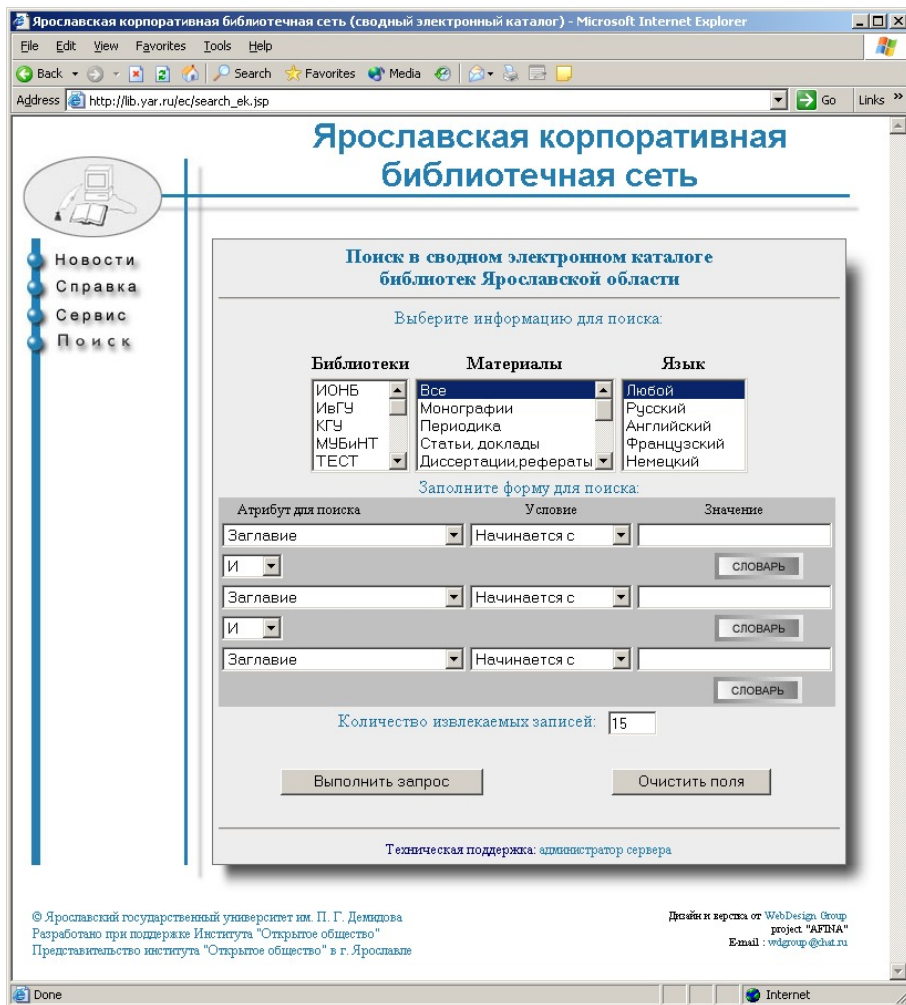 Ярославская корпоративная библиотечная сеть (сводный электронный каталог) - Microsoft Internet Explorer
File Edit View Favorites Tools Help
Back Search Favorites Media
Address http://lib.yar.ru/ec/search_ek.jsp Go Links »
Ярославская корпоративная
библиотечная сеть
Новости
Справка
Сервис
Поиск
Поиск в сводном электронном каталоге
библиотек Ярославской области
Выберите информацию для поиска:
Библиотеки Материалы Язык
ИОНБ Все Любой
ИвГУ Монографии Русский
КГУ Периодика Английский
МУБиНТ Статьи, доклады Французский
ТЕСТ Диссертации,рефераты Немецкий
Заполните форму для поиска:
Атрибут для поиска Условие Значение
Заглавие Начинается с
И СЛОВАРЬ
Заглавие Начинается с
И СЛОВАРЬ
Заглавие Начинается с
СЛОВАРЬ
Количество извлекаемых записей: 15
Выполнить запрос Очистить поля
Техническая поддержка: администратор сервера
© Ярославский государственный университет им. П. Г. Демидова
Разработано при поддержке Института "Открытое общество"
Представительство института "Открытое общество" в г. Ярославле
Дизайн и верстка от WebDesign Group
project "AFINA"
E-mail : wdgroup@chat.ru
Done Internet